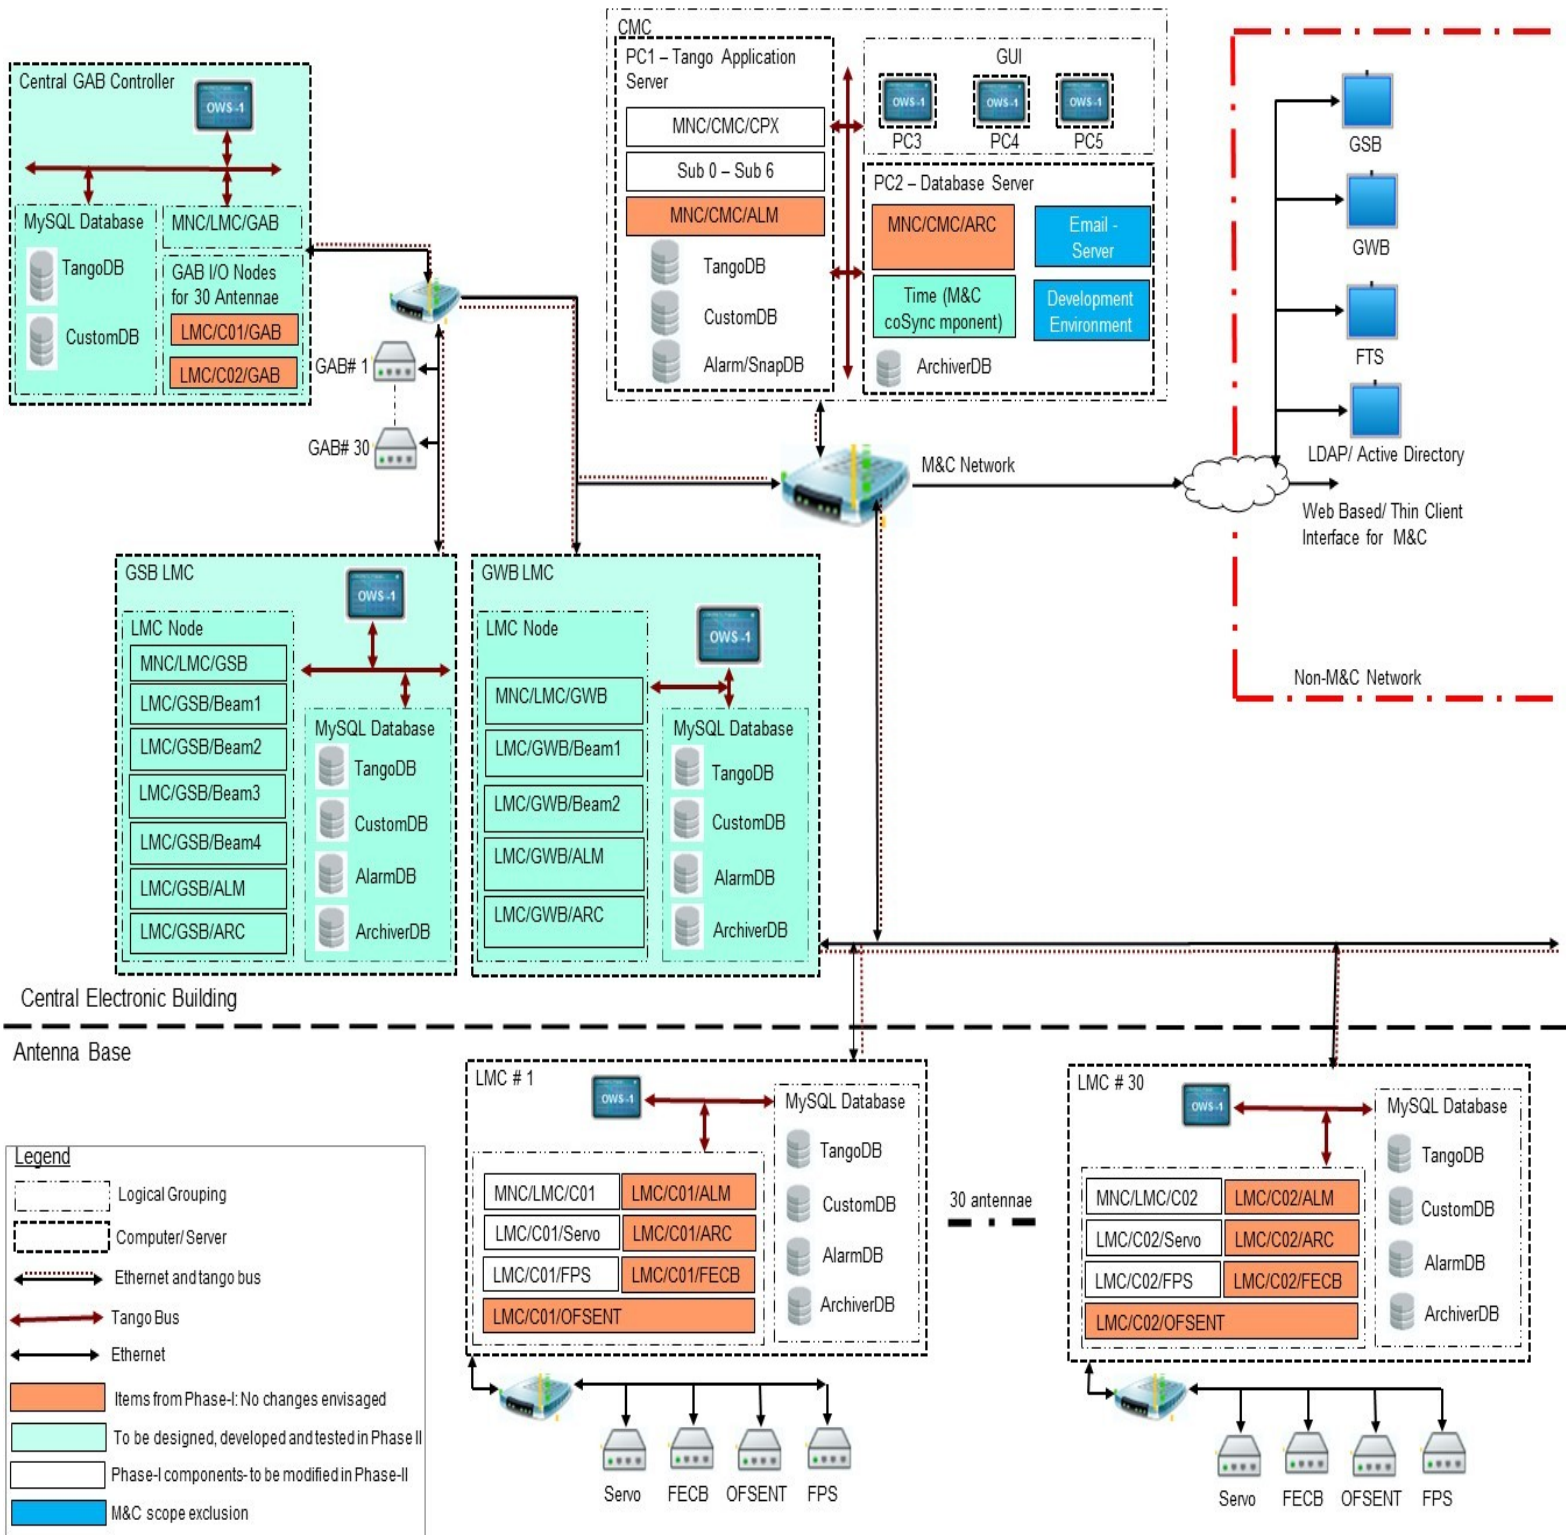 Central GAB Controller
OWS-1
MySQL Database
TangoDB
CustomDB
MNC/LMC/GAB
GAB I/O Nodes
for 30 Antennae
LMC/C01/GAB
LMC/C02/GAB
GAB# 1
GAB# 30
CMC
PC1 – Tango Application
Server
MNC/CMC/CPX
Sub 0 – Sub 6
MNC/CMC/ALM
TangoDB
CustomDB
Alarm/SnapDB
GUI
OWS-1
OWS-1
OWS-1
PC3
PC4
PC5
PC2 – Database Server
MNC/CMC/ARC
Email -
Server
Time (M&C
coSync mponent)
Development
Environment
ArchiverDB
M&C Network
GSB
GWB
FTS
LDAP/ Active Directory
Web Based/ Thin Client
Interface for M&C
Non-M&C Network
GSB LMC
OWS-1
LMC Node
MNC/LMC/GSB
LMC/GSB/Beam1
LMC/GSB/Beam2
LMC/GSB/Beam3
LMC/GSB/Beam4
LMC/GSB/ALM
LMC/GSB/ARC
MySQL Database
TangoDB
CustomDB
AlarmDB
ArchiverDB
GWB LMC
OWS-1
LMC Node
MNC/LMC/GWB
LMC/GWB/Beam1
LMC/GWB/Beam2
LMC/GWB/ALM
LMC/GWB/ARC
MySQL Database
TangoDB
CustomDB
AlarmDB
ArchiverDB
Central Electronic Building
Antenna Base
LMC # 1
OWS-1
MySQL Database
TangoDB
CustomDB
AlarmDB
ArchiverDB
MNC/LMC/C01
LMC/C01/ALM
LMC/C01/Servo
LMC/C01/ARC
LMC/C01/FPS
LMC/C01/FECB
LMC/C01/OFSENT
Servo
FECB
OFSENT
FPS
30 antennae
LMC # 30
OWS-1
MySQL Database
TangoDB
CustomDB
AlarmDB
ArchiverDB
MNC/LMC/C02
LMC/C02/ALM
LMC/C02/Servo
LMC/C02/ARC
LMC/C02/FPS
LMC/C02/FECB
LMC/C02/OFSENT
Servo
FECB
OFSENT
FPS
Legend
Logical Grouping
Computer/ Server
Ethernet and tango bus
Tango Bus
Ethernet
Items from Phase-I: No changes envisaged
To be designed, developed and tested in Phase II
Phase-I components- to be modified in Phase-II
M&C scope exclusion